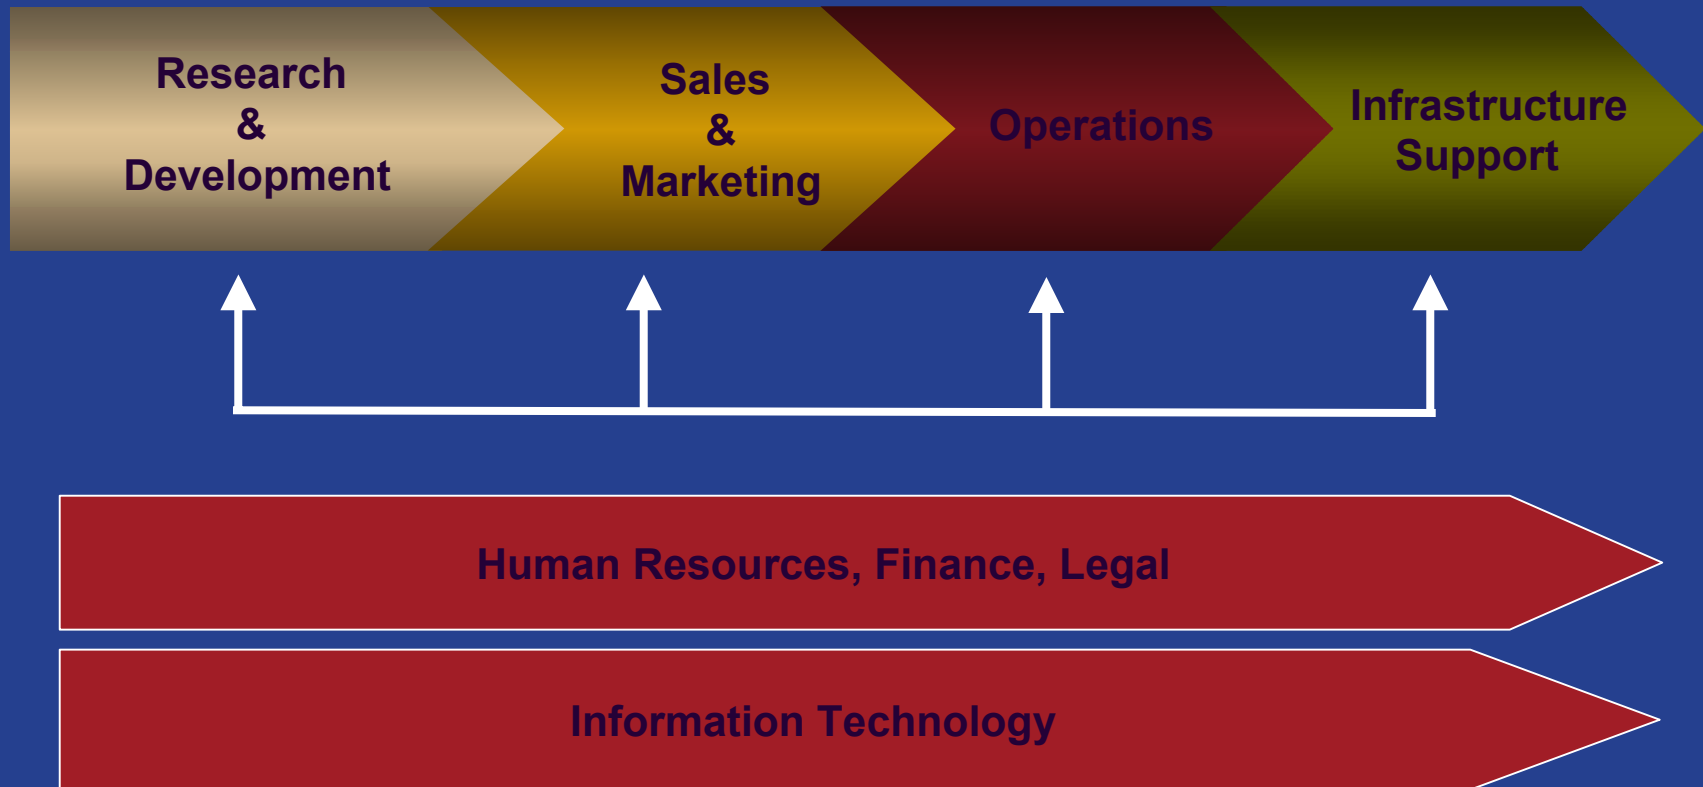 Research
&
Development
Sales
&
Marketing
Operations
Infrastructure
Support
Human Resources, Finance, Legal
Information Technology